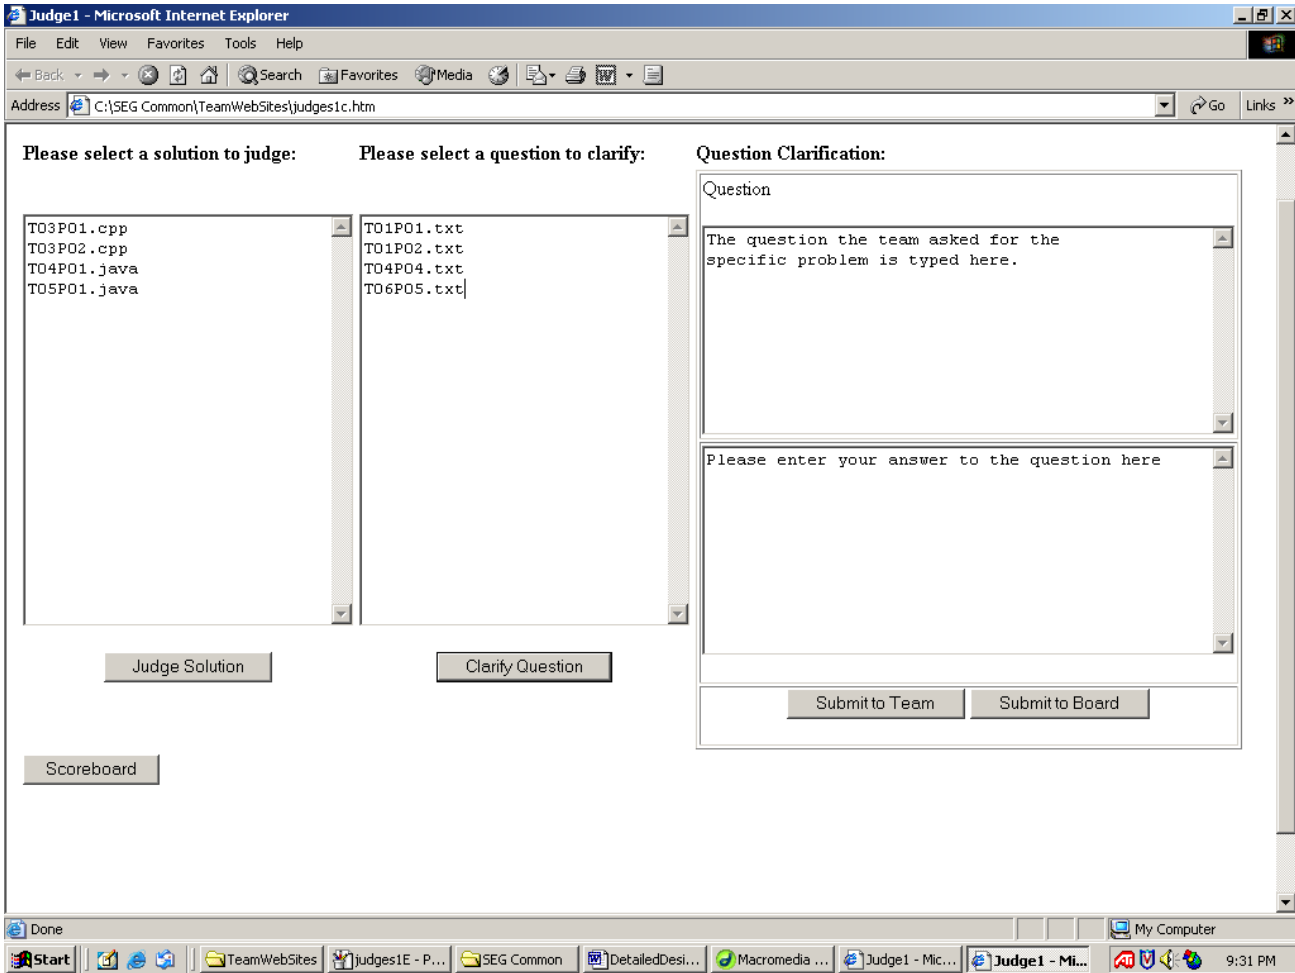 Judge1 - Microsoft Internet Explorer
File Edit View Favorites Tools Help
Back Search Favorites Media
Address C:\SEG Common\TeamWebSites\judges1c.htm Go Links »
Please select a solution to judge:
T03P01.cpp
T03P02.cpp
T04P01.java
T05P01.java
Judge Solution
Scoreboard
Please select a question to clarify:
T01P01.txt
T01P02.txt
T04P04.txt
T06P05.txt
Clarify Question
Question Clarification:
Question
The question the team asked for the
specific problem is typed here.
Please enter your answer to the question here
Submit to Team Submit to Board
Done My Computer
Start TeamWebSites judges1E - P... SEG Common DetailedDesi... Macromedia ... Judge1 - Mic... Judge1 - Mi... 9:31 PM